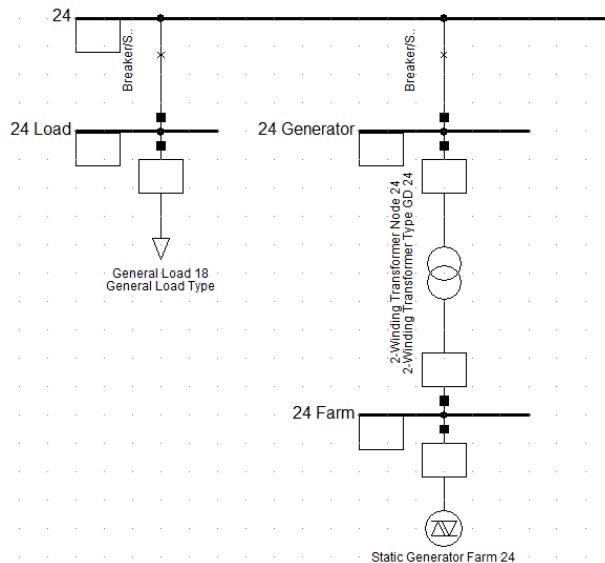 24
Breaker/S..
Breaker/S..
24 Load
24 Generator
General Load 18
General Load Type
2-Winding Transformer Node 24
2-Winding Transformer Type GD 24
24 Farm
Static Generator Farm 24